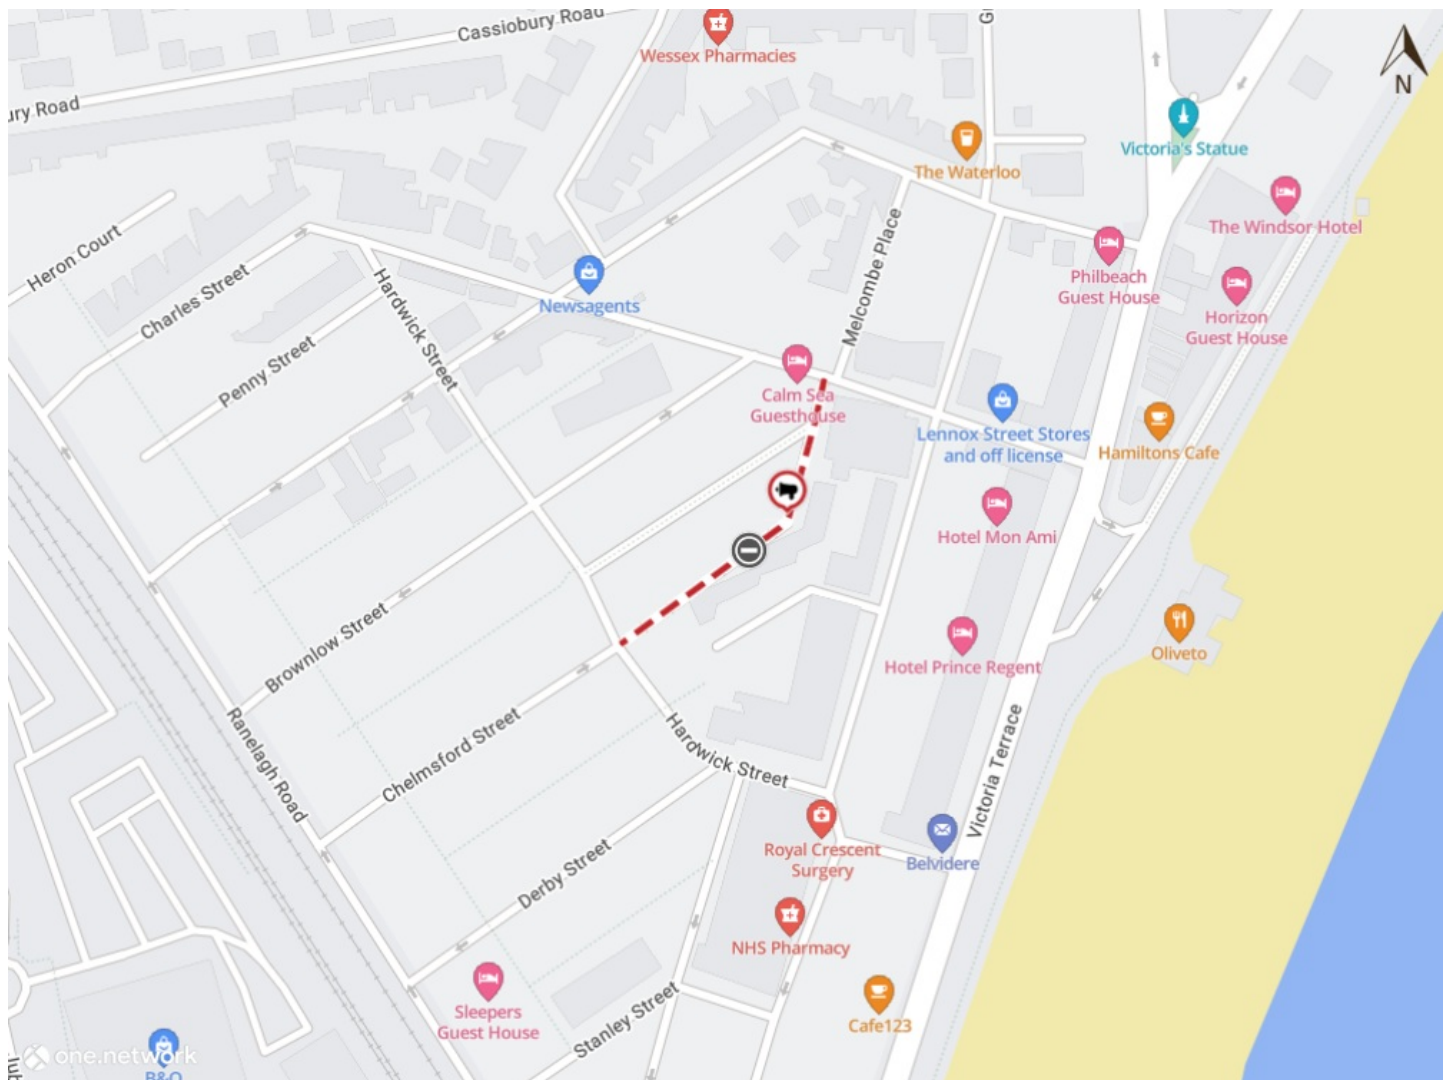 Cassiobury Road
Wessex Pharmacies
G
N
ury Road
Victoria's Statue
The Waterloo
The Windsor Hotel
Heron Court
Melcombe Place
Philbeach
Guest House
Charles Street
Hardwick Street
Newsagents
Horizon
Guest House
Penny Street
Calm Sea
Guesthouse
Lennox Street Stores
and off license
Hamiltons Cafe
Hotel Mon Ami
Brownlow Street
Oliveto
Hotel Prince Regent
Ranelagh Road
Chelmsford Street
Hardwick Street
Victoria Terrace
Royal Crescent
Surgery
Belvidere
Derby Street
NHS Pharmacy
Sleepers
Guest House
Stanley Street
Cafe123
one.network
B&Q